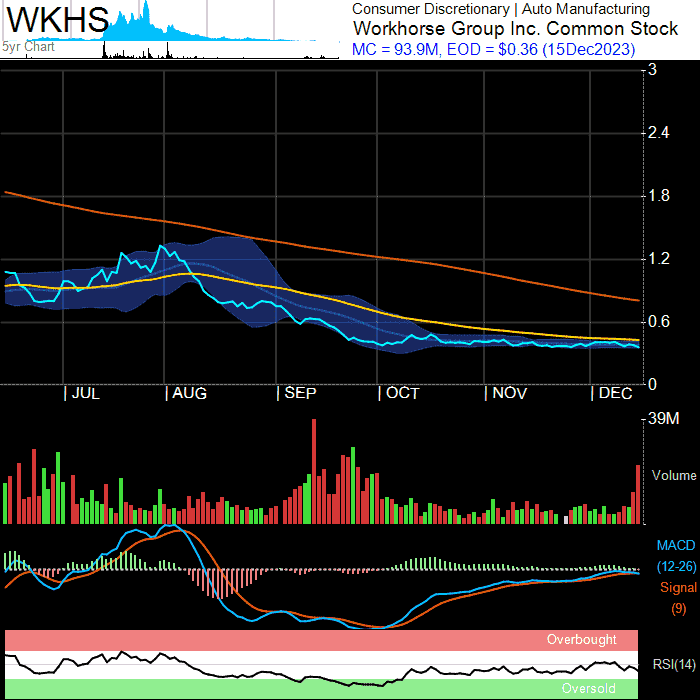 WKHS
5yr Chart
Consumer Discretionary | Auto Manufacturing
Workhorse Group Inc. Common Stock
MC = 93.9M, EOD = $0.36 (15Dec2023)
3
2.4
1.8
1.2
0.6
0
| JUL | AUG | SEP | OCT | NOV | DEC
39M
Volume
MACD
(12-26)
Signal
(9)
Overbought
RSI(14)
Oversold